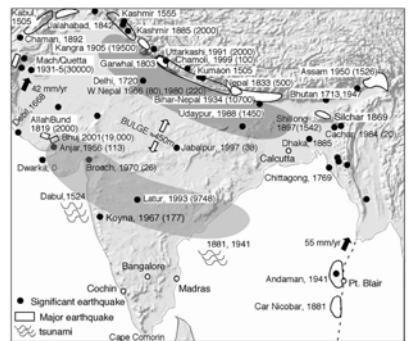 Kabul
1505
Jalalabad, 1842
Kashmir 1555
Chaman, 1892
Kashmir 1885 (2000)
Kangra 1905 (19500)
Uttarkashi, 1991 (2000)
Mach/Quetta
1931-5(30000)
Garwhal,1803
Chamoli, 1999 (100)
Kumaon 1505
Delhi, 1720
Nepal 1833 (500)
Assam 1950 (1526)
42 mm/yr
W.Nepal 1966 (80),1980 (220)
Bhutan 1713,194
Debil,1668
Bihar-Nepal 1934 (10700)
Udaypur, 1988 (1450)
AllahBund
1819 (2000)
BULGE ≈450m
Shillong
1897(1542)
Silchar 1869
Bhuj 2001(19,000)
Cachar, 1984 (20)
Anjar, 1956 (113)
Jabalpur, 1997 (38)
Dhaka, 1885
Calcutta
Dwarka, 0
Broach, 1970 (26)
Chittagong, 1769
Dabul,1524
Latur, 1993 (9748)
Koyna, 1967 (177)
1881, 1941
55 mm/yr
Bangalore
Andaman, 1941
Cochin
Madras
Pt. Blair
Car Nicobar, 1881
Significant earthquake
Major earthquake
tsunami
Cape Comorin